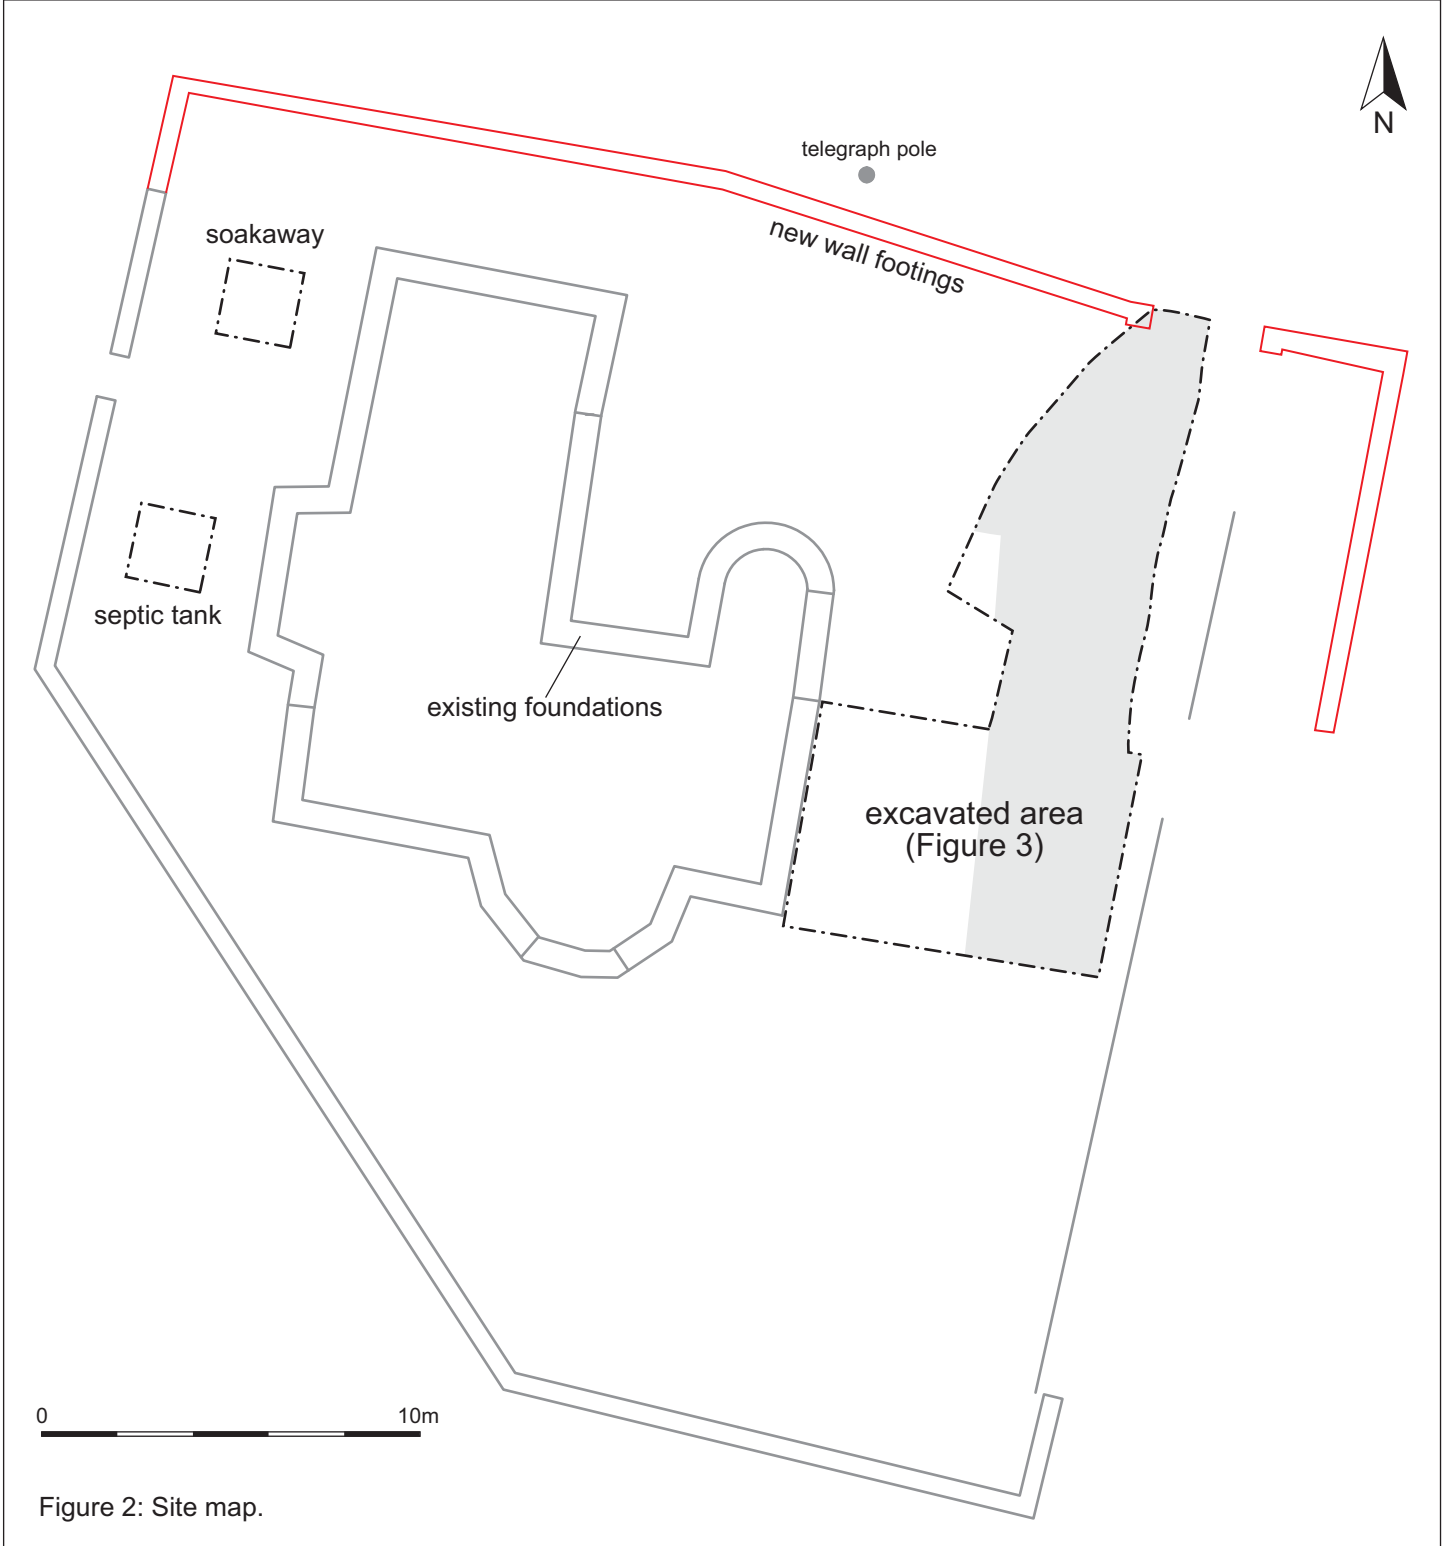 N
telegraph pole
new wall footings
soakaway
septic tank
existing foundations
excavated area
(Figure 3)
0 10m
Figure 2: Site map.